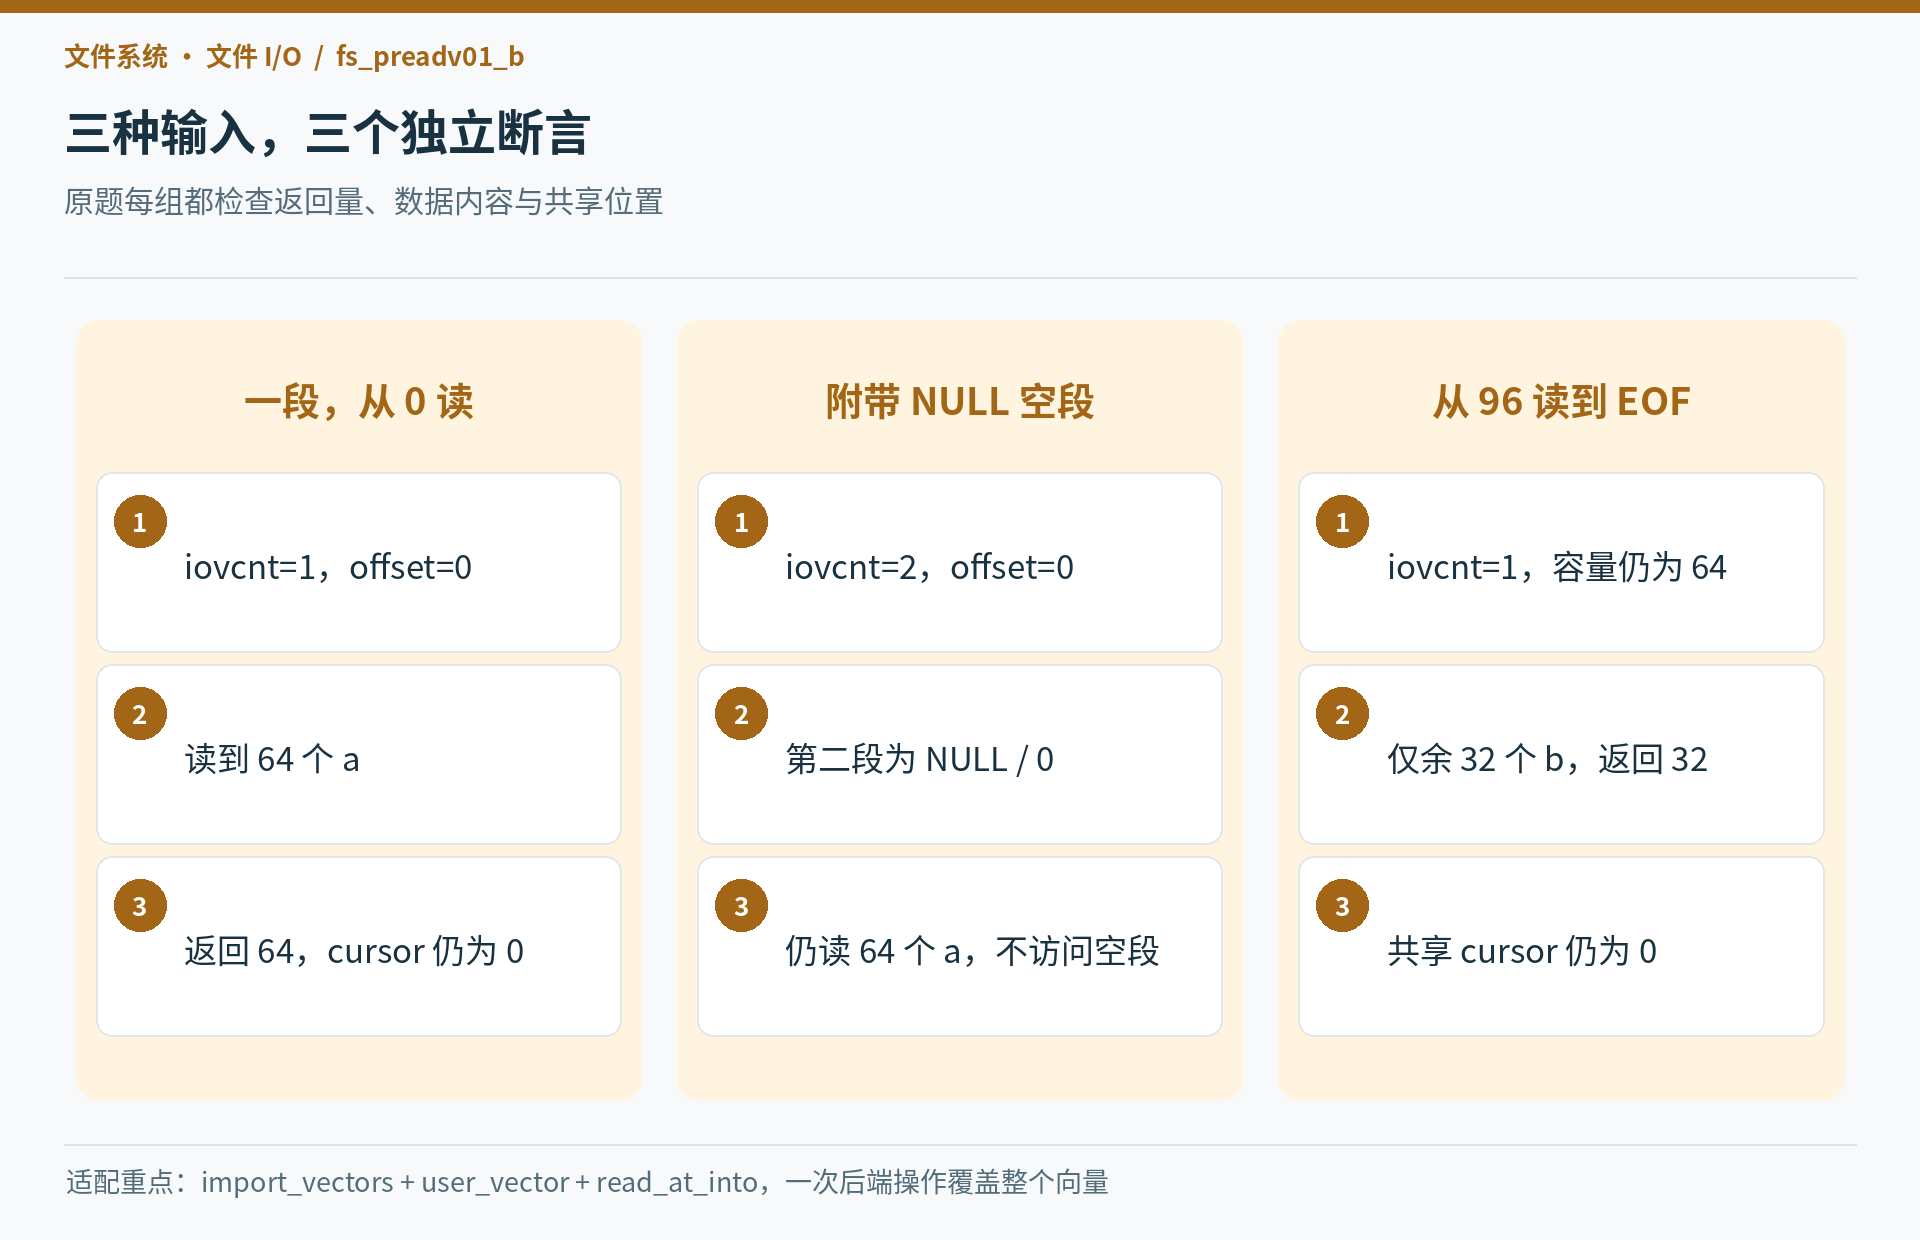 文件系统 · 文件 I/O / fs_preadv01_b
三种输入，三个独立断言
原题每组都检查返回量、数据内容与共享位置
一段，从 0 读
1
iovcnt=1，offset=0
2
读到 64 个 a
3
返回 64，cursor 仍为 0
附带 NULL 空段
1
iovcnt=2，offset=0
2
第二段为 NULL / 0
3
仍读 64 个 a，不访问空段
从 96 读到 EOF
1
iovcnt=1，容量仍为 64
2
仅余 32 个 b，返回 32
3
共享 cursor 仍为 0
适配重点：import_vectors + user_vector + read_at_into，一次后端操作覆盖整个向量